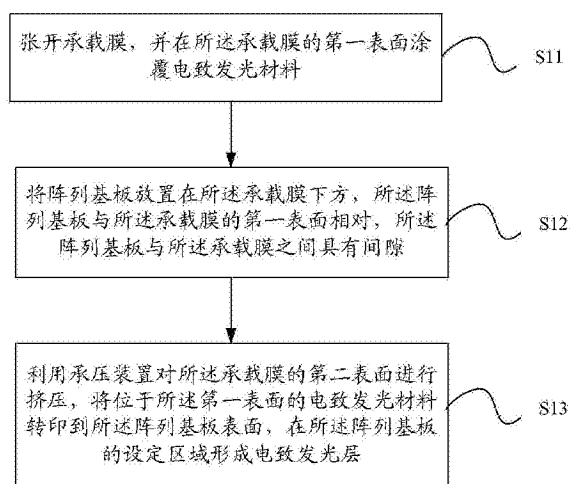 张开承载膜，并在所述承载膜的第一表面涂
覆电致发光材料
S11
将阵列基板放置在所述承载膜下方，所述阵
列基板与所述承载膜的第一表面相对，所述
阵列基板与所述承载膜之间具有间隙
S12
利用承压装置对所述承载膜的第二表面进行
挤压，将位于所述第一表面的电致发光材料
转印到所述阵列基板表面，在所述阵列基板
的设定区域形成电致发光层
S13